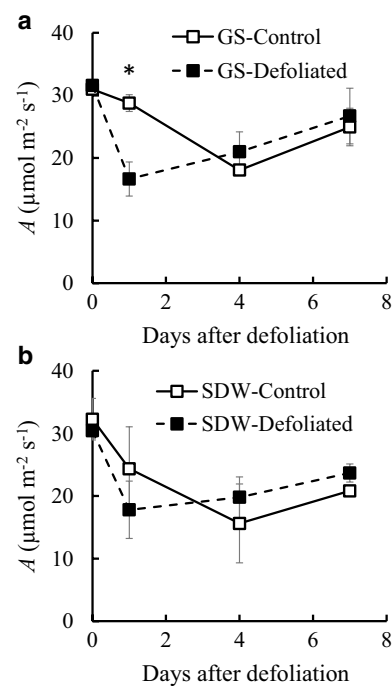 a
40
30
20
10
0
A (µmol m⁻² s⁻¹)
GS-Control
GS-Defoliated
*
0 2 4 6 8
Days after defoliation
b
40
30
20
10
0
A (µmol m⁻² s⁻¹)
SDW-Control
SDW-Defoliated
0 2 4 6 8
Days after defoliation